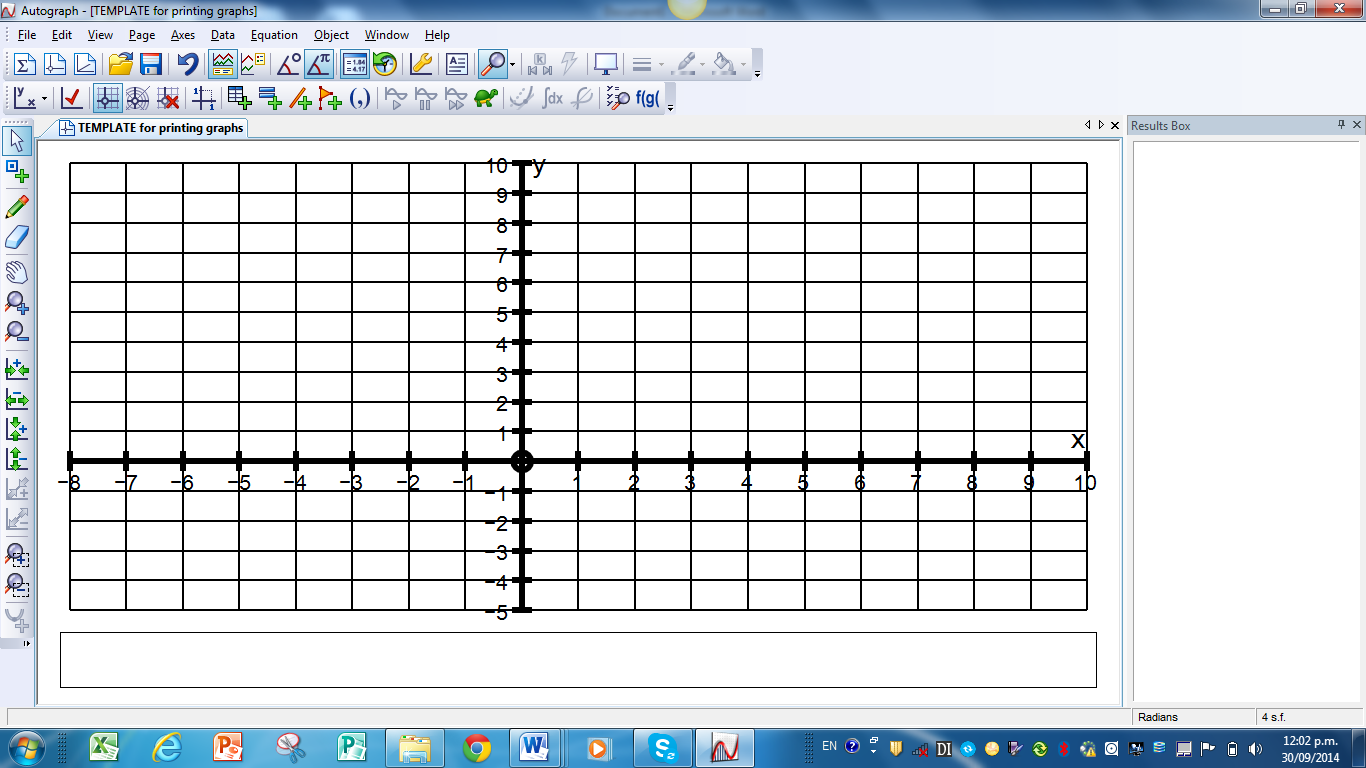 Autograph - [TEMPLATE for printing graphs]
File Edit View Page Axes Data Equation Object Window Help
f(g(
TEMPLATE for printing graphs
Results Box
10 y
9
8
7
6
5
4
3
2
1
x
−8 −7 −6 −5 −4 −3 −2 −1 1 2 3 4 5 6 7 8 9 10
−1
−2
−3
−4
−5
Radians 4 s.f.
EN DI 12:02 p.m.
30/09/2014